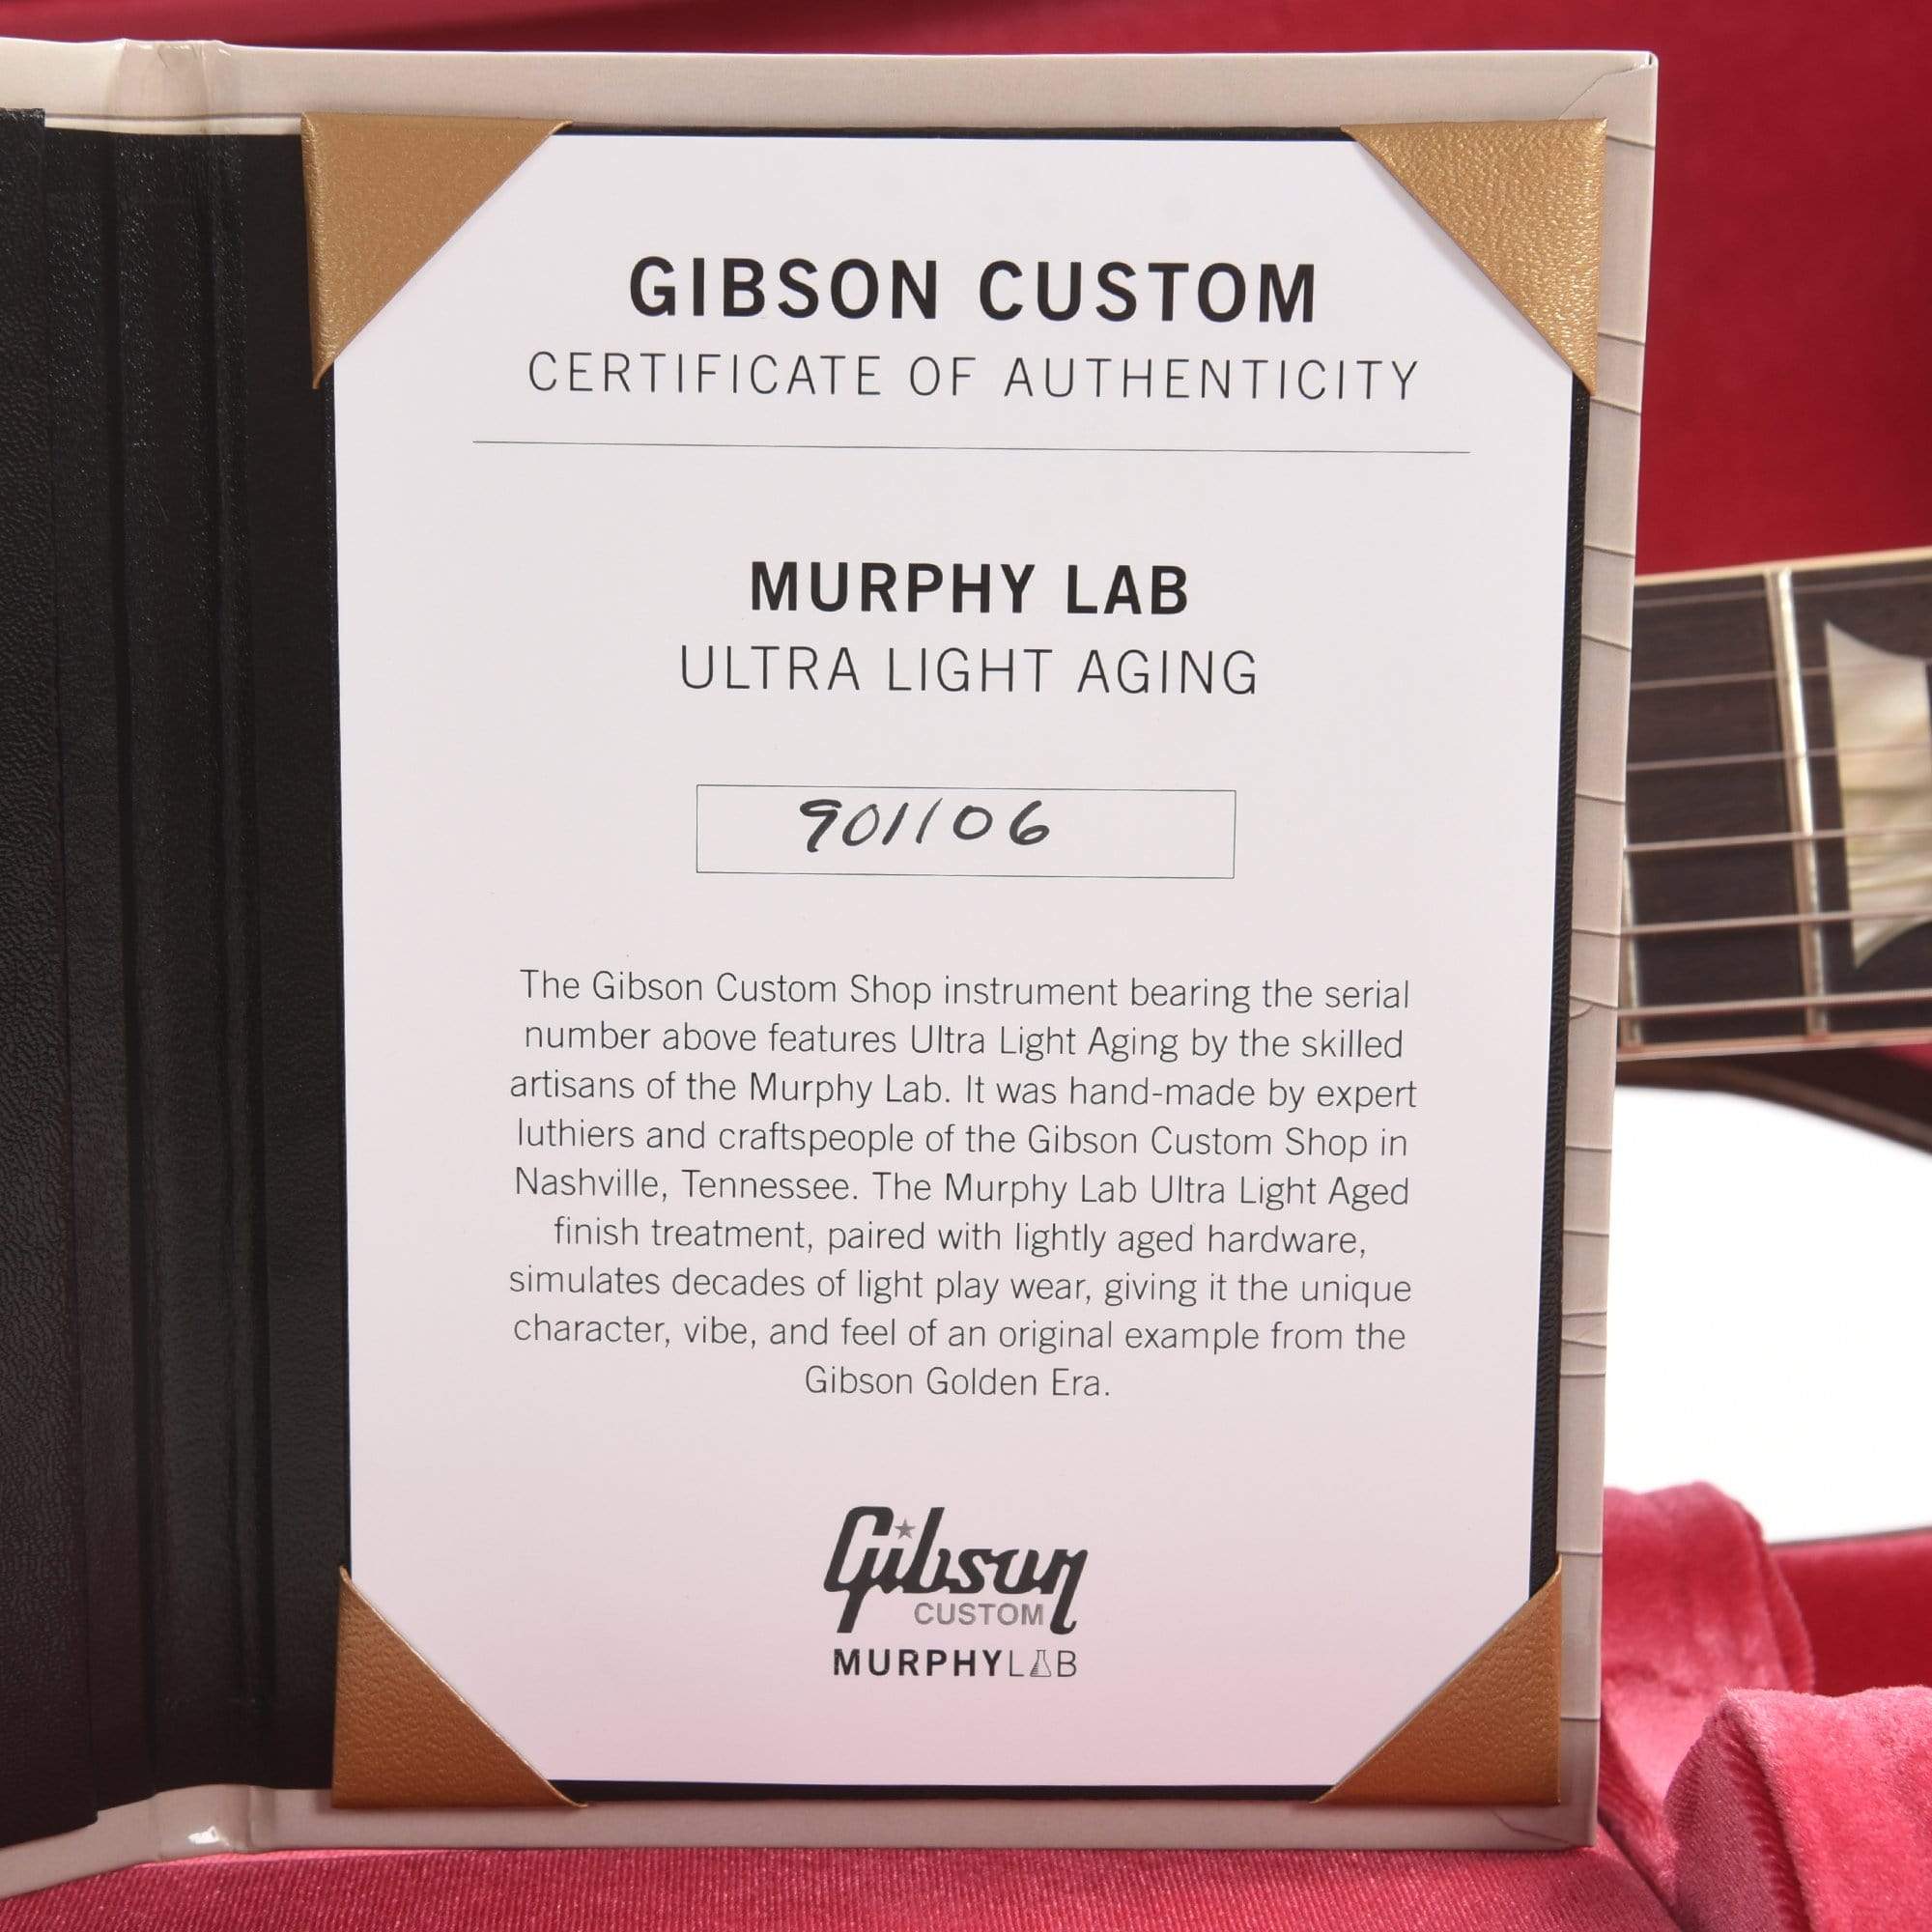 GIBSON CUSTOM
CERTIFICATE OF AUTHENTICITY
MURPHY LAB
ULTRA LIGHT AGING
901106
The Gibson Custom Shop instrument bearing the serial
number above features Ultra Light Aging by the skilled
artisans of the Murphy Lab. It was hand-made by expert
luthiers and craftspeople of the Gibson Custom Shop in
Nashville, Tennessee. The Murphy Lab Ultra Light Aged
finish treatment, paired with lightly aged hardware,
simulates decades of light play wear, giving it the unique
character, vibe, and feel of an original example from the
Gibson Golden Era.
Gibson
CUSTOM
MURPHYLAB